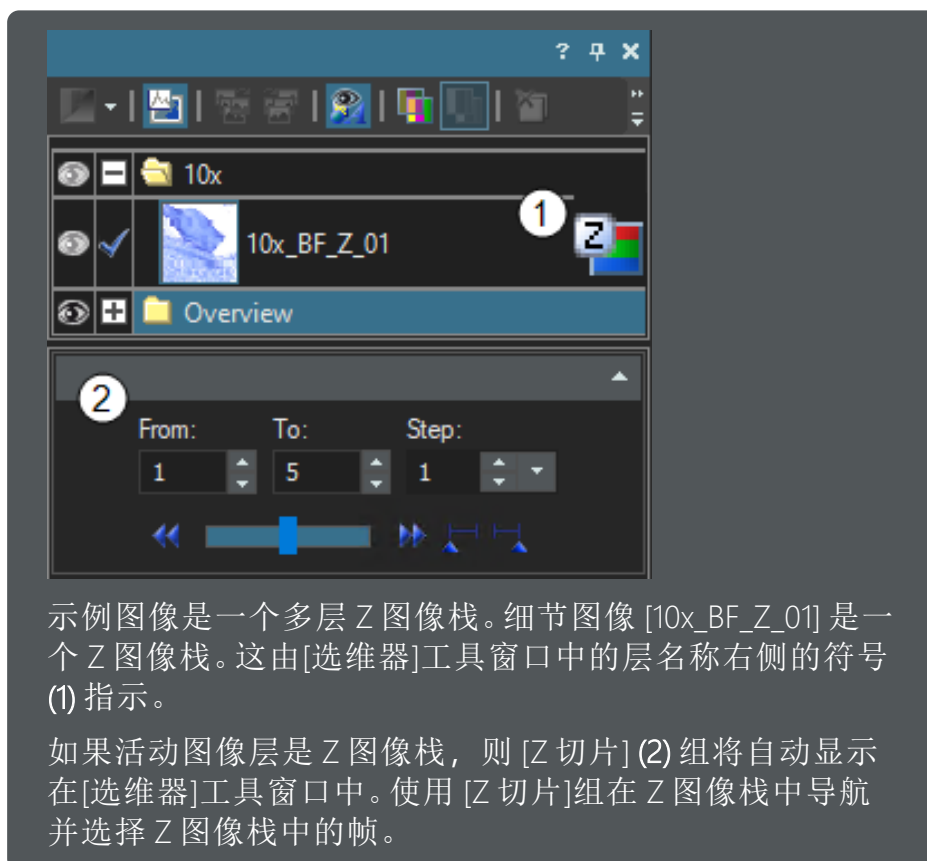 ?
10x
1
10x_BF_Z_01
Z
Overview
2
From: To: Step:
1 5 1
示例图像是一个多层 Z 图像栈。细节图像 [10x_BF_Z_01] 是一
个 Z 图像栈。这由[选维器]工具窗口中的层名称右侧的符号
(1) 指示。
如果活动图像层是 Z 图像栈，则 [Z 切片] (2) 组将自动显示
在[选维器]工具窗口中。使用 [Z 切片]组在 Z 图像栈中导航
并选择 Z 图像栈中的帧。